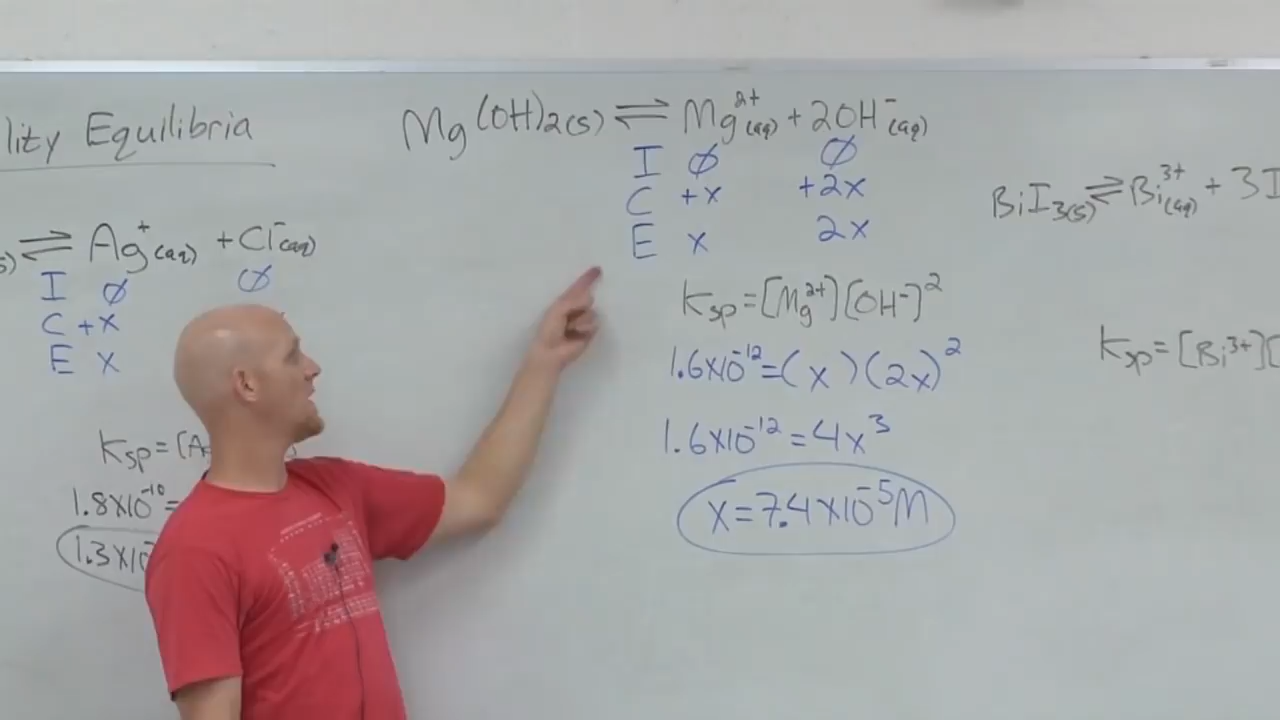 lity Equilibria
s) ⇌ Ag⁺(aq) + Cl⁻(aq)
I ∅ ∅
C +x
E x
Ksp = [A
1.8x10⁻¹⁰ =
1.3x10
Mg(OH)₂(s) ⇌ Mg²⁺(aq) + 2OH⁻(aq)
I ∅ ∅
C +x +2x
E x 2x
Ksp = [Mg²⁺][OH⁻]²
1.6x10⁻¹² = (x)(2x)²
1.6x10⁻¹² = 4x³
x = 7.4x10⁻⁵M
BiI₃(s) ⇌ Bi³⁺(aq) + 3I
Ksp = [Bi³⁺][